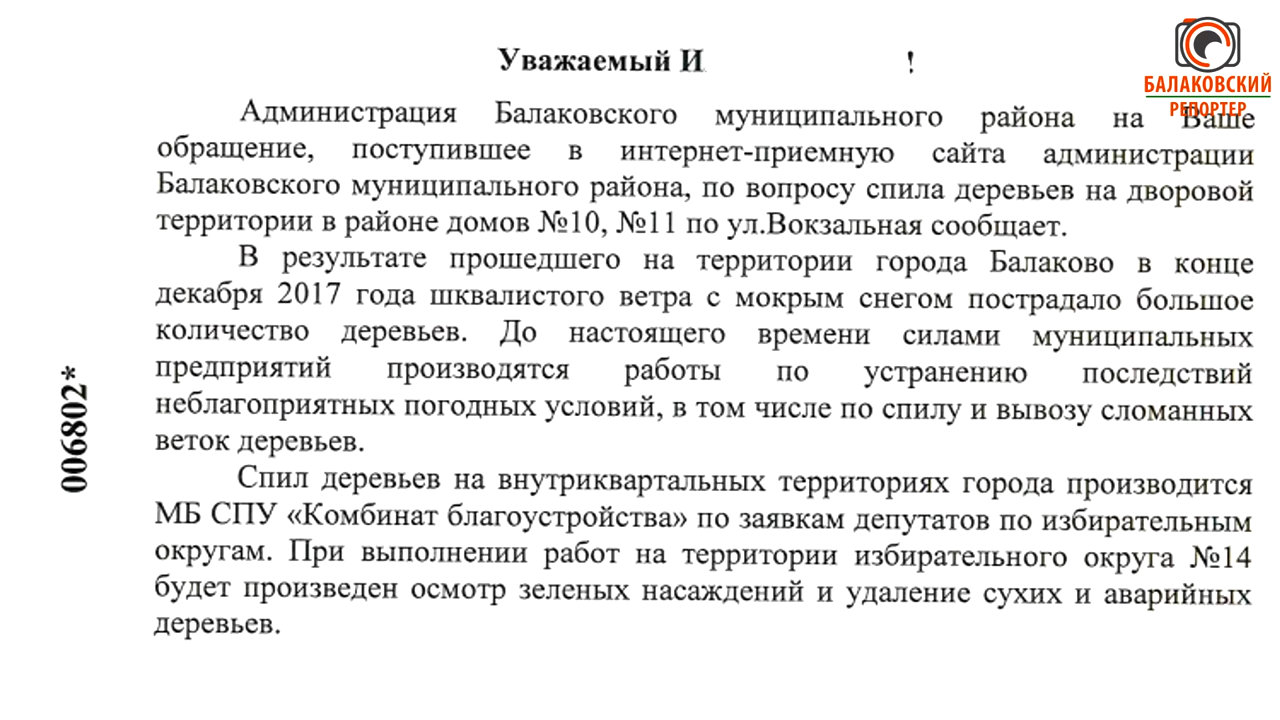 Уважаемый И !
БАЛАКОВСКИЙ
РЕПОРТЕР
Администрация Балаковского муниципального района на Ваше
обращение, поступившее в интернет-приемную сайта администрации
Балаковского муниципального района, по вопросу спила деревьев на дворовой
территории в районе домов №10, №11 по ул.Вокзальная сообщает.
В результате прошедшего на территории города Балаково в конце
декабря 2017 года шквалистого ветра с мокрым снегом пострадало большое
количество деревьев. До настоящего времени силами муниципальных
предприятий производятся работы по устранению последствий
неблагоприятных погодных условий, в том числе по спилу и вывозу сломанных
веток деревьев.
Спил деревьев на внутриквартальных территориях города производится
МБ СПУ «Комбинат благоустройства» по заявкам депутатов по избирательным
округам. При выполнении работ на территории избирательного округа №14
будет произведен осмотр зеленых насаждений и удаление сухих и аварийных
деревьев.
006802*